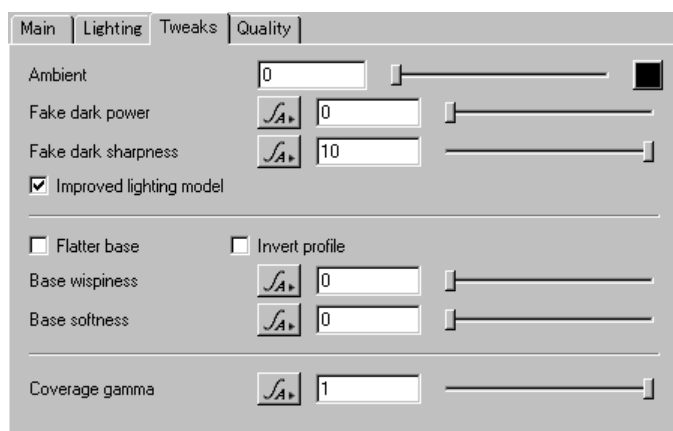 Main Lighting Tweaks Quality
Ambient 0
Fake dark power 0
Fake dark sharpness 10
Improved lighting model
Flatter base Invert profile
Base wispiness 0
Base softness 0
Coverage gamma 1